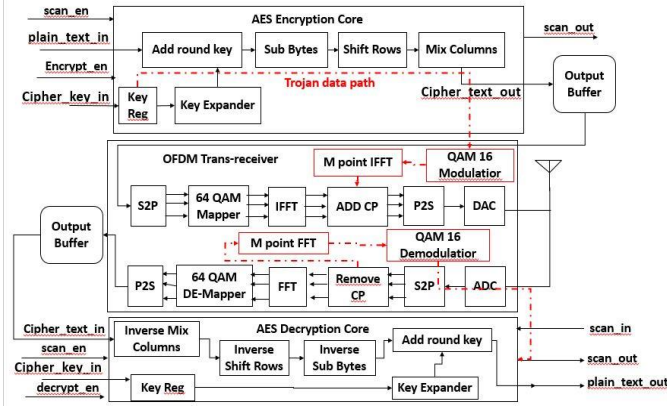 scan_en
AES Encryption Core
scan_out
plain_text_in
Add round key
Sub Bytes
Shift Rows
Mix Columns
Encrypt_en
Trojan data path
Output
Buffer
Cipher_key_in
Key
Reg
Key Expander
Cipher_text_out
OFDM Trans-receiver
M point IFFT
QAM 16
Modulatior
S2P
64 QAM
Mapper
IFFT
ADD CP
P2S
DAC
Output
Buffer
M point FFT
QAM 16
Demodulation
P2S
64 QAM
DE-Mapper
FFT
Remove
CP
S2P
ADC
Cipher_text_in
AES Decryption Core
scan_in
scan_en
Inverse Mix
Columns
Inverse
Shift Rows
Inverse
Sub Bytes
Add round key
scan_out
Cipher_key_in
Key Reg
Key Expander
plain_text_out
decrypt_en